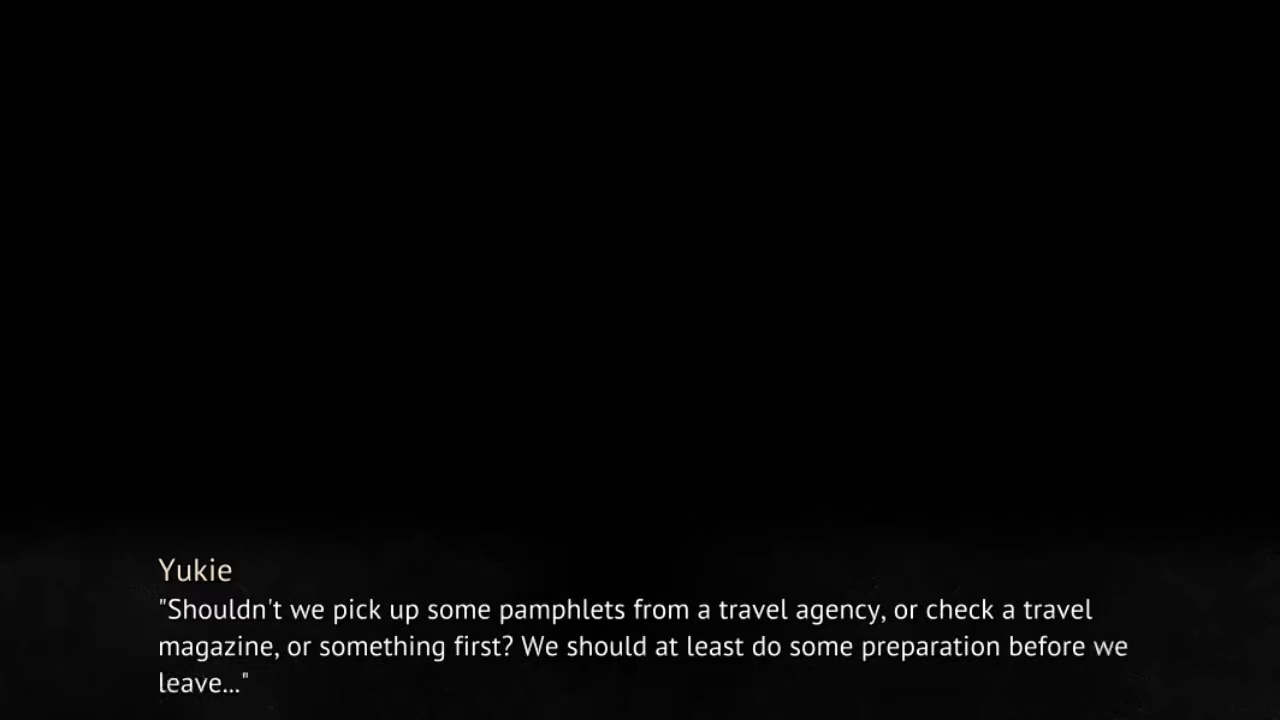 Yukie
"Shouldn't we pick up some pamphlets from a travel agency, or check a travel
magazine, or something first? We should at least do some preparation before we
leave..."